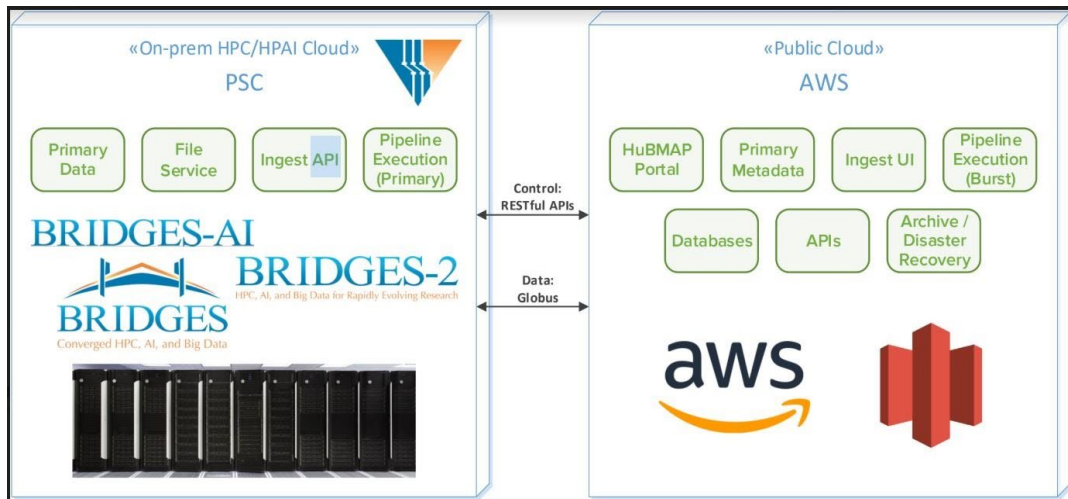 «On-prem HPC/HPAI Cloud»
PSC
Primary
Data
File
Service
Ingest API
Pipeline
Execution
(Primary)
BRIDGES-AI
BRIDGES-2
HPC, AI, and Big Data for Rapidly Evolving Research
BRIDGES
Converged HPC, AI, and Big Data
Control:
RESTful APIs
Data:
Globus
«Public Cloud»
AWS
HuBMAP
Portal
Primary
Metadata
Ingest UI
Pipeline
Execution
(Burst)
Databases
APIs
Archive /
Disaster
Recovery
aws